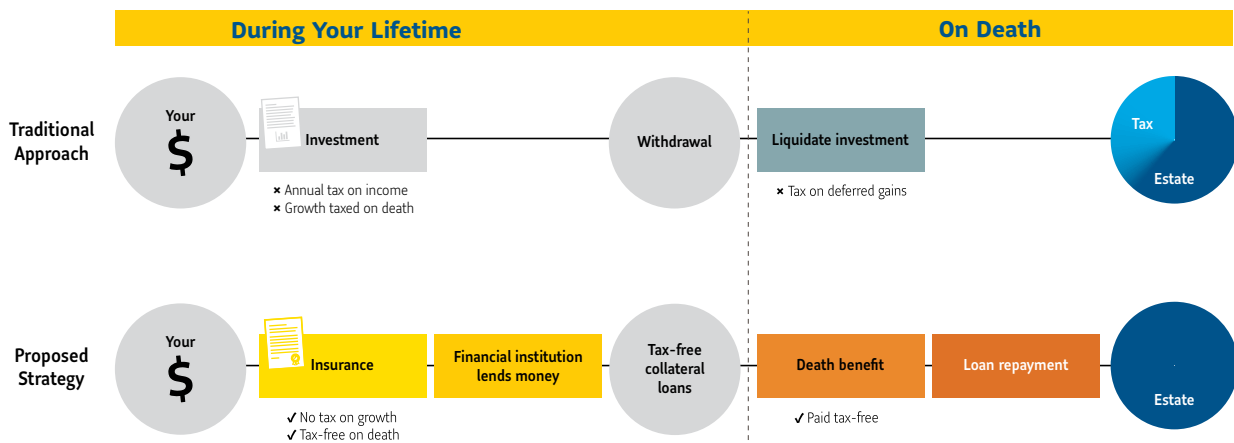 During Your Lifetime
On Death
Traditional
Approach
Your
$
Investment
× Annual tax on income
× Growth taxed on death
Withdrawal
Liquidate investment
× Tax on deferred gains
Tax
Estate
Proposed
Strategy
Your
$
Insurance
✓ No tax on growth
✓ Tax-free on death
Financial institution
lends money
Tax-free
collateral
loans
Death benefit
✓ Paid tax-free
Loan repayment
Estate